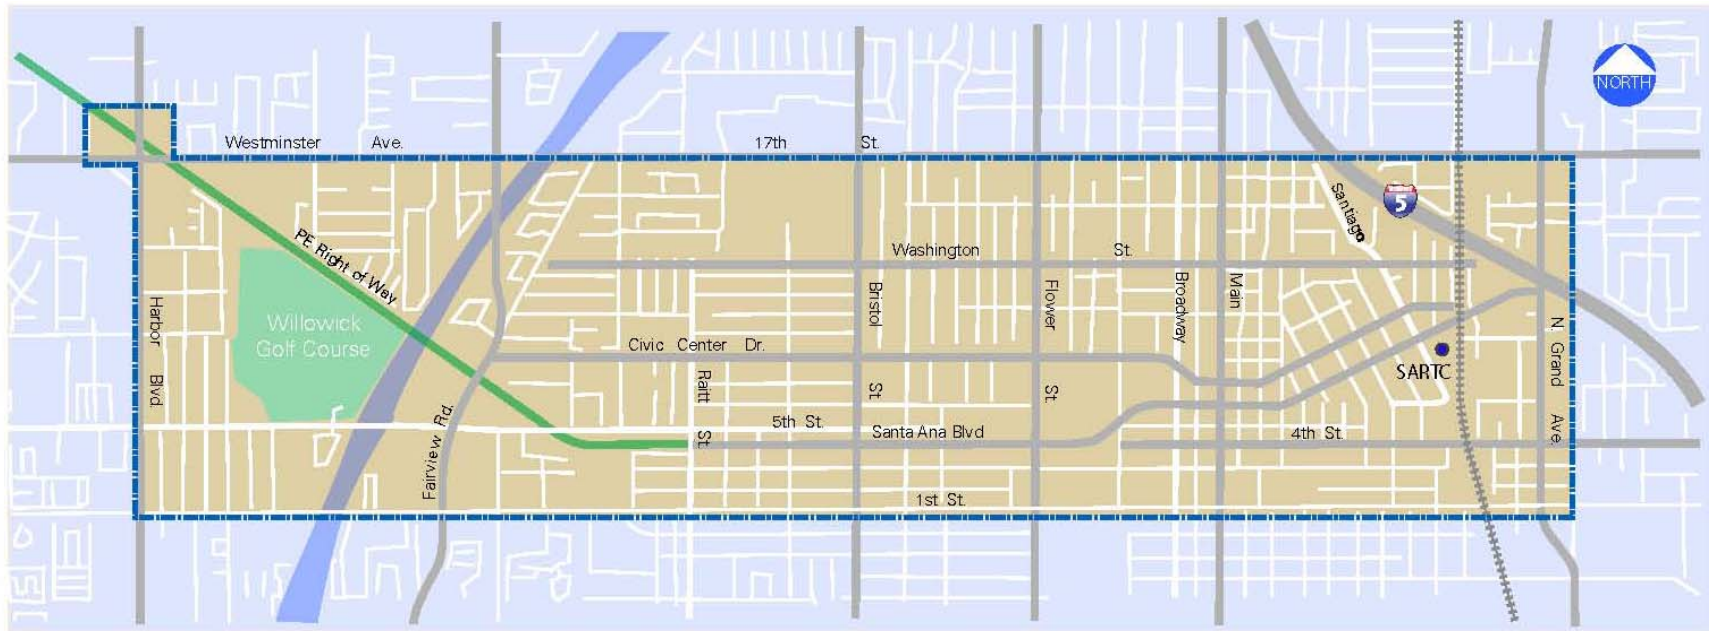 NORTH
Westminster Ave.
17th St.
Santiago
5
PE Right of Way
Washington St.
Harbor Blvd.
Willowick
Golf Course
Bristol St.
Flower St.
Broadway
Main
N. Grand Ave.
Civic Center Dr.
SARTC
Raitt St.
Fairview Rd.
5th St.
Santa Ana Blvd
4th St.
1st St.